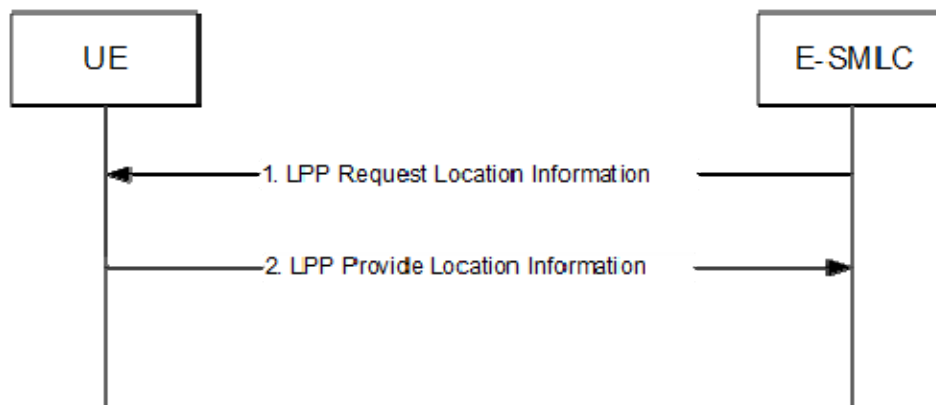 UE
E-SMLC
1. LPP Request Location Information
2. LPP Provide Location Information